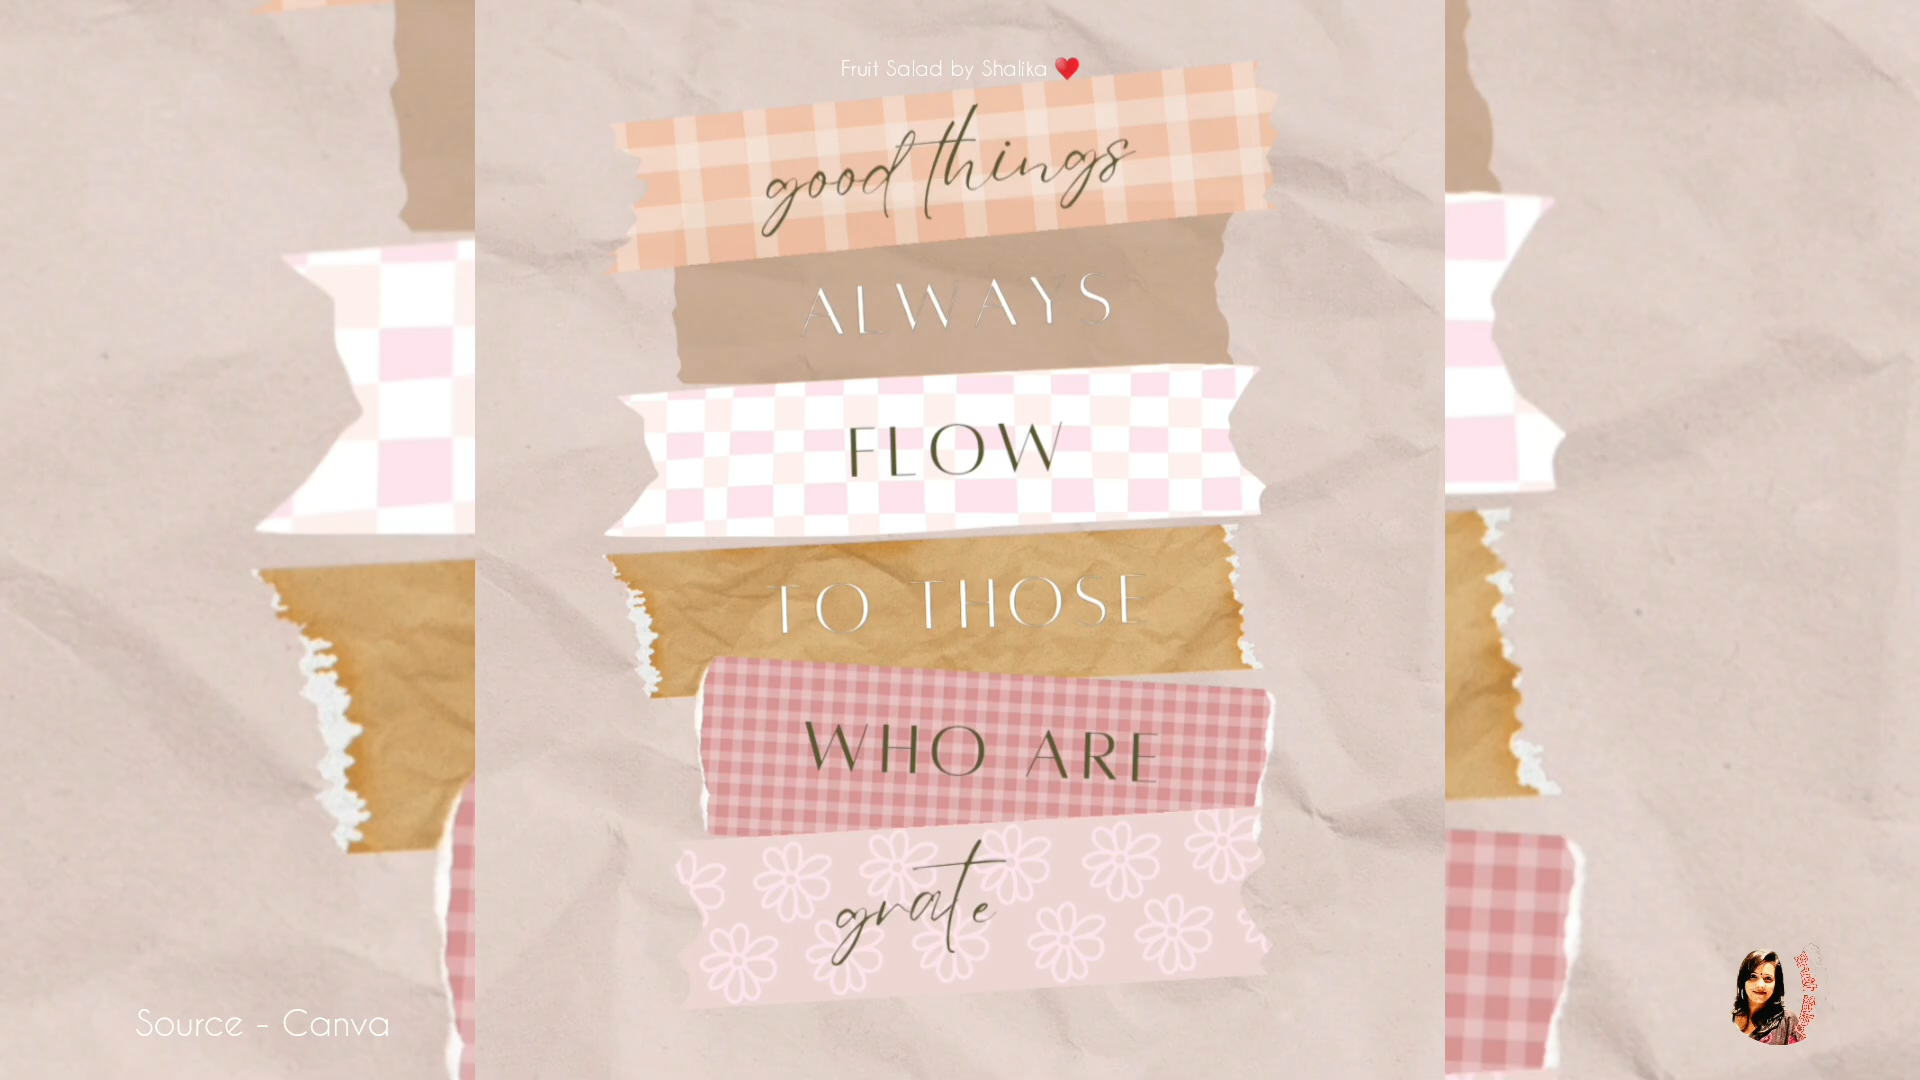 Fruit Salad by Shalika ❤️
good things
ALWAYS
FLOW
TO THOSE
WHO ARE
grate
Source - Canva